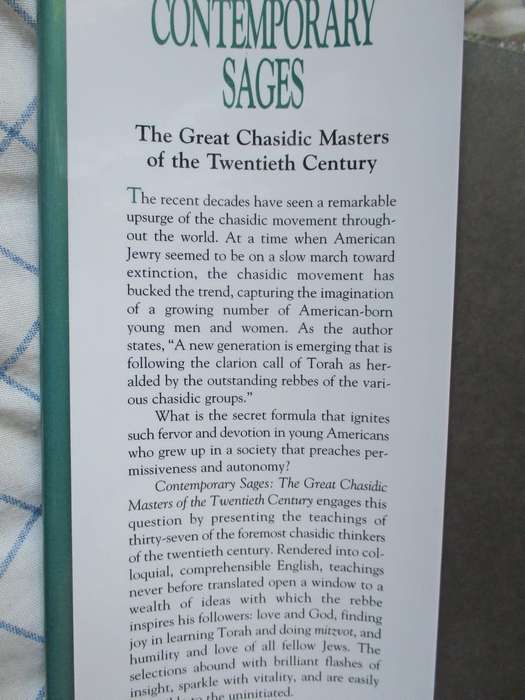 CONTEMPORARY
SAGES
The Great Chasidic Masters
of the Twentieth Century
The recent decades have seen a remarkable
upsurge of the chasidic movement through-
out the world. At a time when American
Jewry seemed to be on a slow march toward
extinction, the chasidic movement has
bucked the trend, capturing the imagination
of a growing number of American-born
young men and women. As the author
states, “A new generation is emerging that is
following the clarion call of Torah as her-
alded by the outstanding rebbes of the vari-
ous chasidic groups.”
What is the secret formula that ignites
such fervor and devotion in young Americans
who grew up in a society that preaches per-
missiveness and autonomy?
Contemporary Sages: The Great Chasidic
Masters of the Twentieth Century engages this
question by presenting the teachings of
thirty-seven of the foremost chasidic thinkers
of the twentieth century. Rendered into col-
loquial, comprehensible English, teachings
never before translated open a window to a
wealth of ideas with which the rebbe
inspires his followers: love and God, finding
joy in learning Torah and doing mitzvot, and
humility and love of all fellow Jews. The
selections abound with brilliant flashes of
insight, sparkle with vitality, and are easily
to the uninitiated.